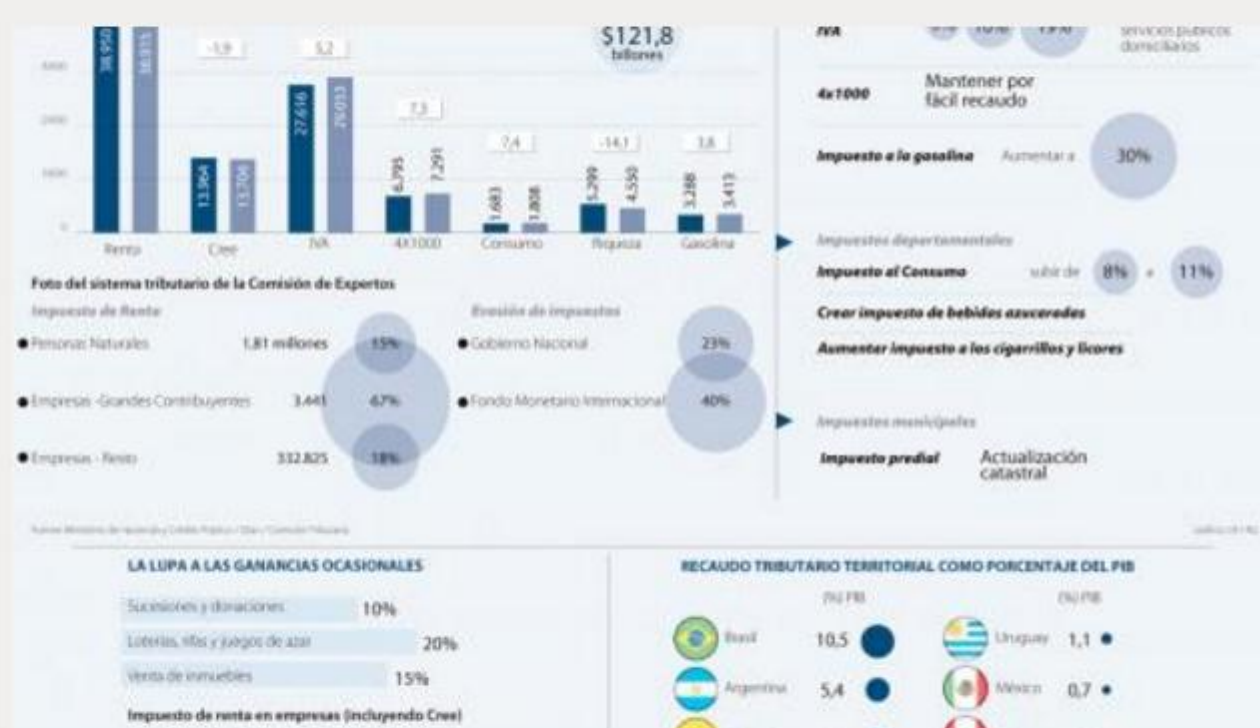 38.950
38.815
-1,9
5,2
$121,8
billones
27.616
29.033
13.964
13.704
7,3
6.795
7.291
7,4
1.683
1.808
-14,1
5.299
4.550
3,8
3.288
3.413
0
Renta
Cree
IVA
4X1000
Consumo
Riqueza
Gasolina
Foto del sistema tributario de la Comisión de Expertos
Impuesto de Renta
Personas Naturales 1,81 millones 15%
Empresas -Grandes Contribuyentes 3.441 67%
Empresas - Resto 332.825 18%
Evasión de impuestos
Gobierno Nacional 23%
Fondo Monetario Internacional 40%
IVA 10% 19% servicios públicos
domiciliarios
4x1000 Mantener por
fácil recaudo
Impuesto a la gasolina Aumentar a 30%
Impuestos departamentales
Impuesto al Consumo subir de 8% a 11%
Crear impuesto de bebidas azucaradas
Aumentar impuesto a los cigarrillos y licores
Impuestos municipales
Impuesto predial Actualización
catastral
LA LUPA A LAS GANANCIAS OCASIONALES
Sucesiones y donaciones 10%
Loterías, rifas y juegos de azar 20%
Venta de inmuebles 15%
Impuesto de renta en empresas (incluyendo Cree)
RECAUDO TRIBUTARIO TERRITORIAL COMO PORCENTAJE DEL PIB
(%) PIB (%) PIB
Brasil 10,5 Uruguay 1,1
Argentina 5,4 México 0,7